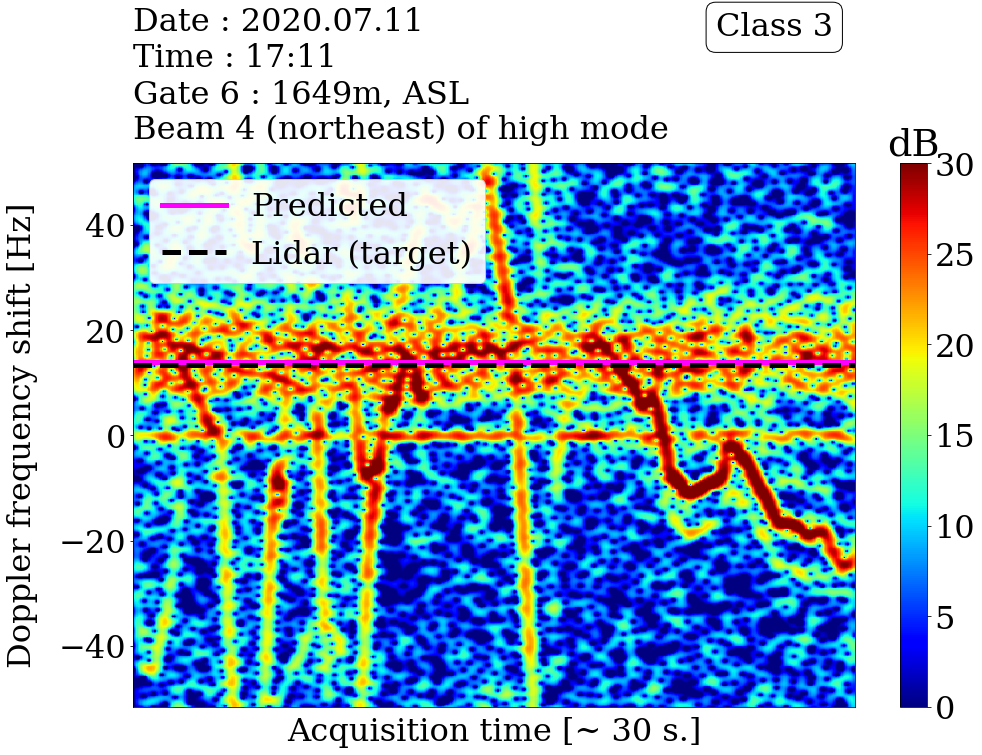 Date : 2020.07.11
Time : 17:11
Gate 6 : 1649m, ASL
Beam 4 (northeast) of high mode
Class 3
dB
Predicted
Lidar (target)
Doppler frequency shift [Hz]
40
20
0
−20
−40
Acquisition time [~ 30 s.]
30
25
20
15
10
5
0